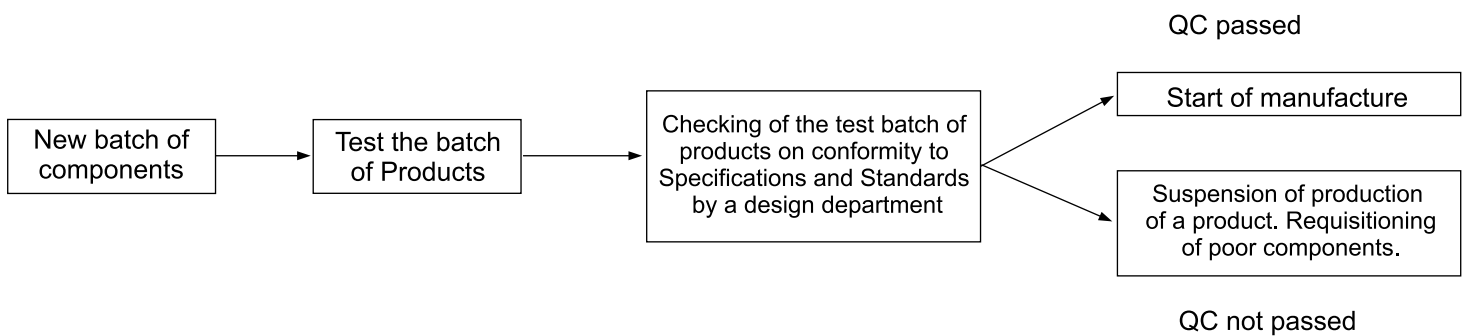 New batch of
components
Test the batch
of Products
Checking of the test batch of
products on conformity to
Specifications and Standards
by a design department
QC passed
Start of manufacture
Suspension of production
of a product. Requisitioning
of poor components.
QC not passed